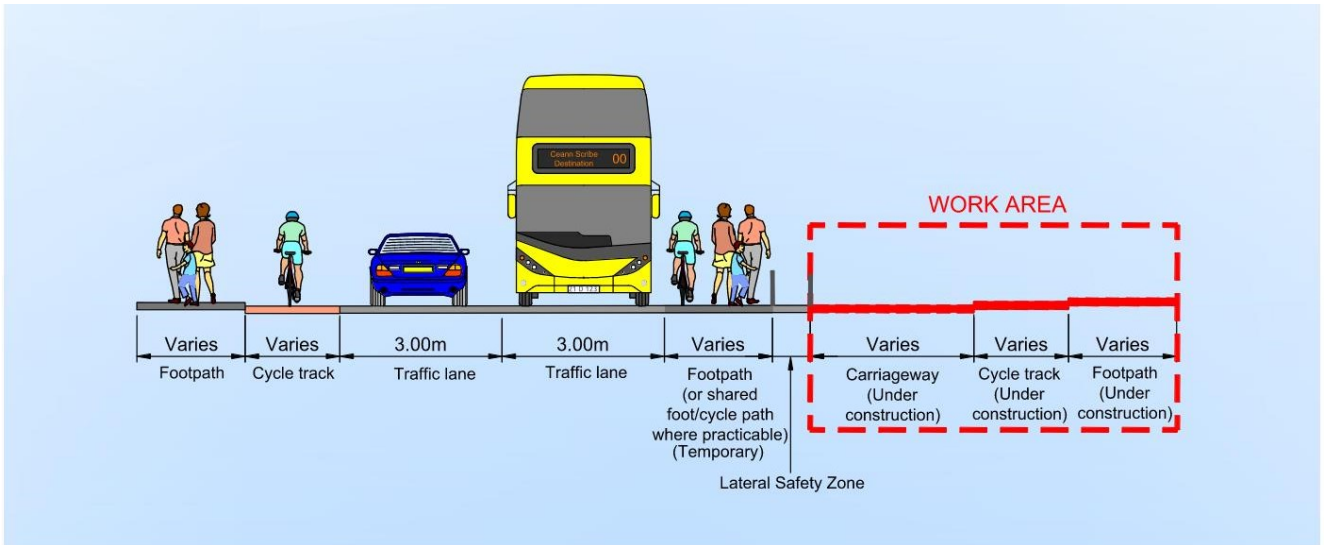 Ceann Scribe
Destination
00
WORK AREA
Varies
Varies
3.00m
3.00m
Varies
Varies
Varies
Varies
Footpath
Cycle track
Traffic lane
Traffic lane
Footpath
(or shared
foot/cycle path
where practicable)
(Temporary)
Carriageway
(Under
construction)
Cycle track
(Under
construction)
Footpath
(Under
construction)
Lateral Safety Zone